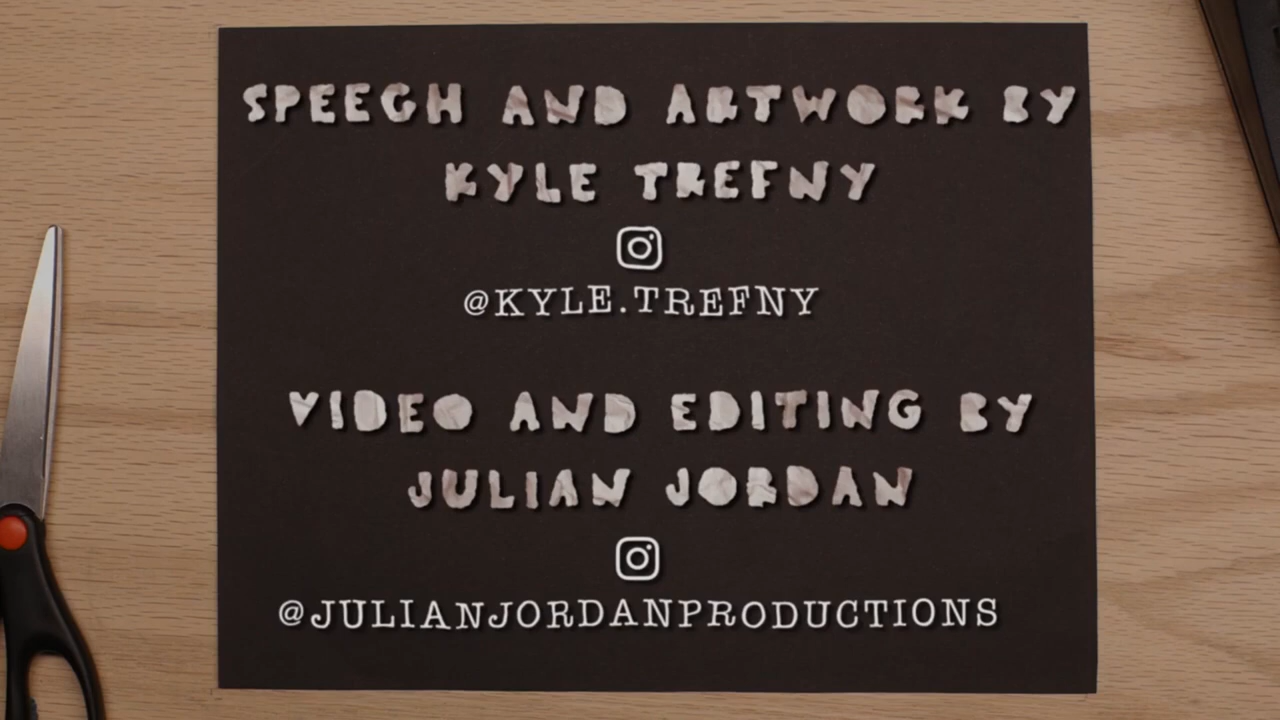 SPEECH AND ARTWORK BY
KYLE TREFNY
@KYLE.TREFNY
VIDEO AND EDITING BY
JULIAN JORDAN
@JULIANJORDANPRODUCTIONS